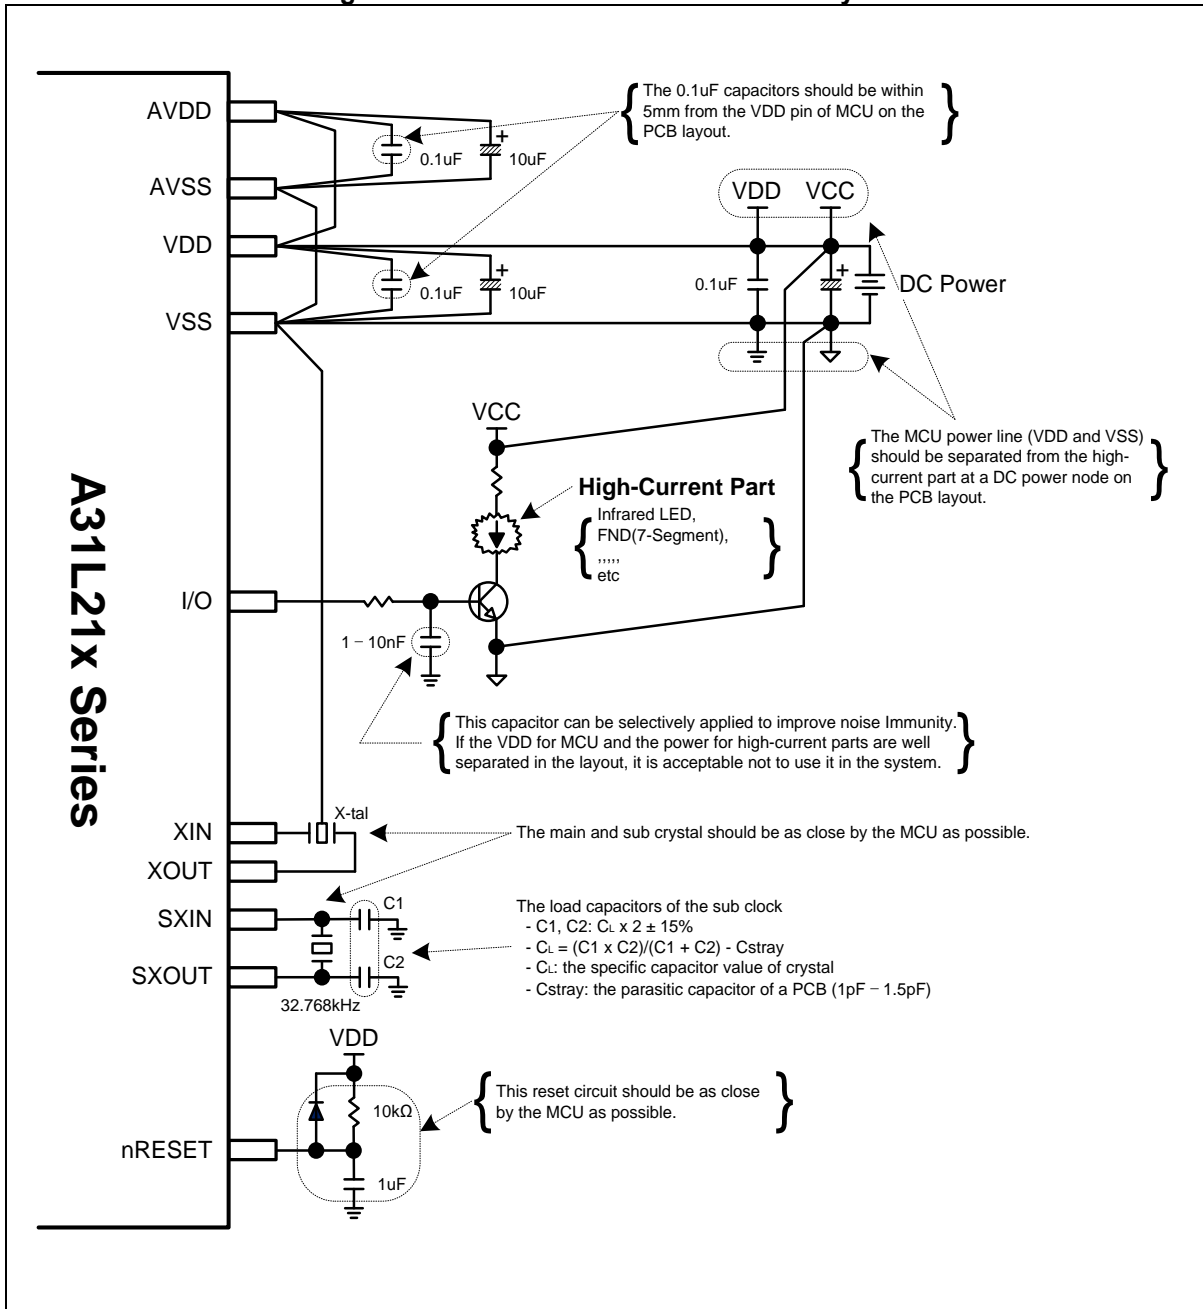 AVDD
AVSS
VDD
VSS
0.1uF
+
10uF
0.1uF
+
10uF
The 0.1uF capacitors should be within
5mm from the VDD pin of MCU on the
PCB layout.
VDD
VCC
0.1uF
+
DC Power
The MCU power line (VDD and VSS)
should be separated from the high-
current part at a DC power node on
the PCB layout.
VCC
High-Current Part
Infrared LED,
FND(7-Segment),
,,,,,
etc
A31L21x Series
I/O
1 – 10nF
This capacitor can be selectively applied to improve noise Immunity.
If the VDD for MCU and the power for high-current parts are well
separated in the layout, it is acceptable not to use it in the system.
XIN
X-tal
XOUT
The main and sub crystal should be as close by the MCU as possible.
SXIN
C1
SXOUT
C2
32.768kHz
The load capacitors of the sub clock
- C1, C2: CL x 2 ± 15%
- CL = (C1 x C2)/(C1 + C2) - Cstray
- CL: the specific capacitor value of crystal
- Cstray: the parasitic capacitor of a PCB (1pF – 1.5pF)
VDD
10kΩ
nRESET
1uF
This reset circuit should be as close
by the MCU as possible.